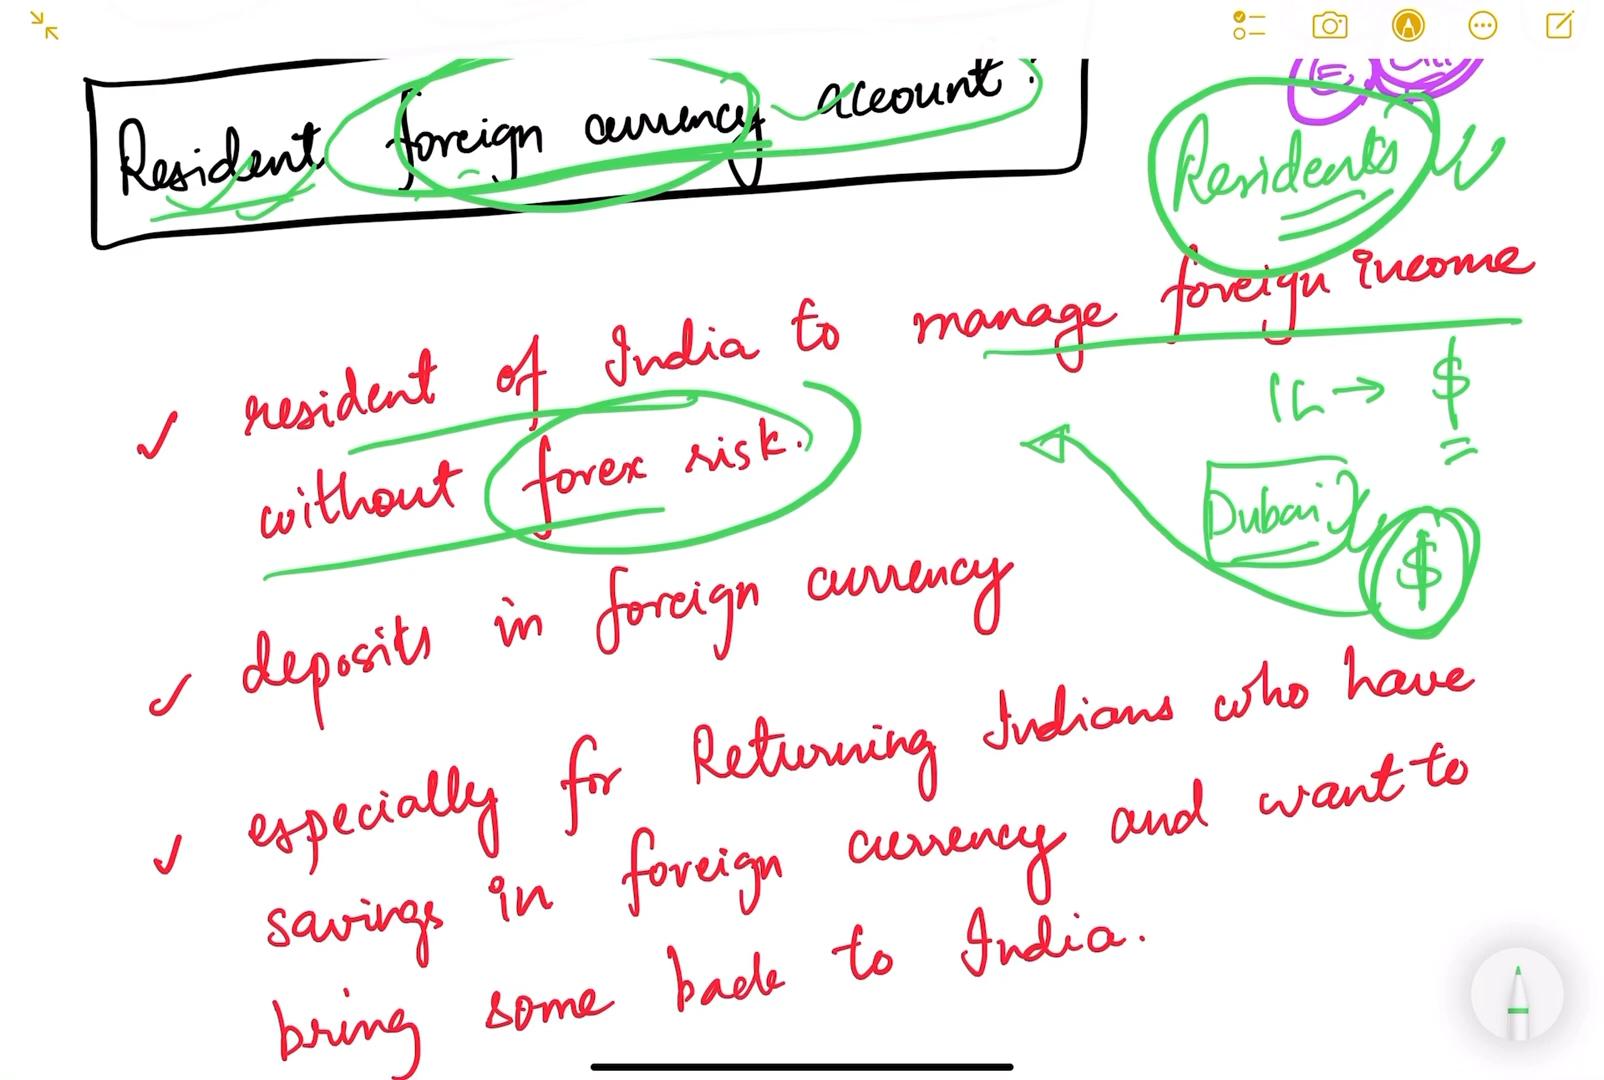 Resident foreign currency account :
Residents
resident of India to manage foreign income
1L → $
without forex risk.
Dubai
$
deposits in foreign currency
especially for Returning Indians who have
savings in foreign currency and want to
bring some back to India.